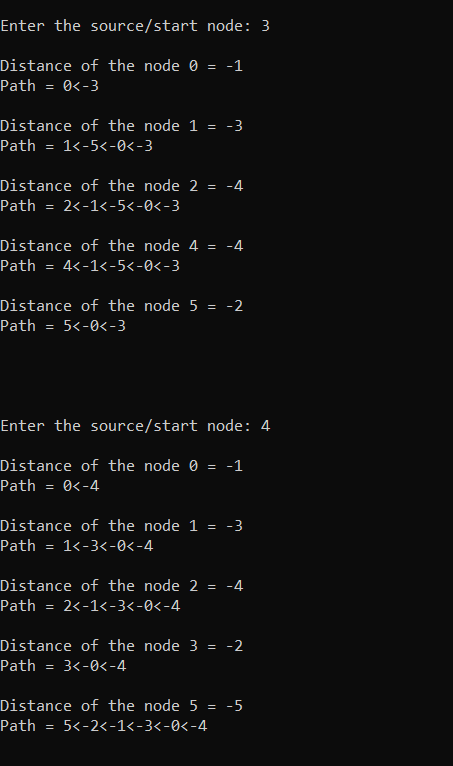 Enter the source/start node: 3
Distance of the node 0 = -1
Path = 0<-3
Distance of the node 1 = -3
Path = 1<-5<-0<-3
Distance of the node 2 = -4
Path = 2<-1<-5<-0<-3
Distance of the node 4 = -4
Path = 4<-1<-5<-0<-3
Distance of the node 5 = -2
Path = 5<-0<-3
Enter the source/start node: 4
Distance of the node 0 = -1
Path = 0<-4
Distance of the node 1 = -3
Path = 1<-3<-0<-4
Distance of the node 2 = -4
Path = 2<-1<-3<-0<-4
Distance of the node 3 = -2
Path = 3<-0<-4
Distance of the node 5 = -5
Path = 5<-2<-1<-3<-0<-4